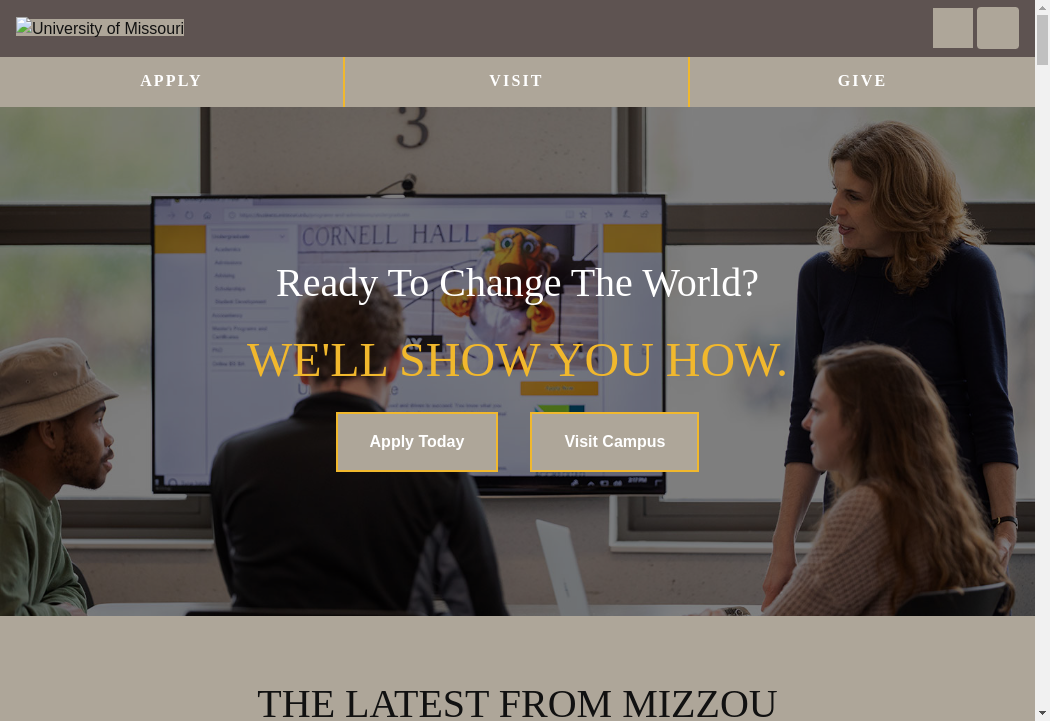 University of Missouri
APPLY
VISIT
GIVE
3
CORNELL HALL
Ready To Change The World?
WE'LL SHOW YOU HOW.
Apply Today
Visit Campus
THE LATEST FROM MIZZOU